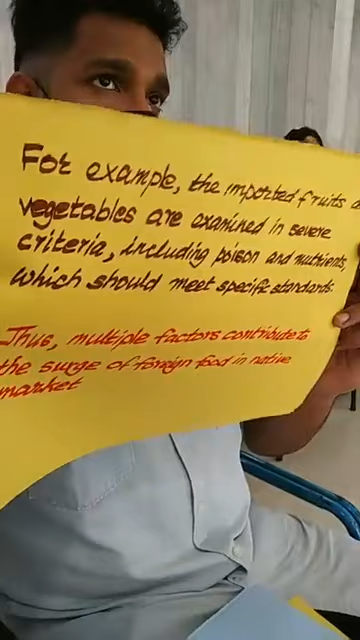 For example, the imported fruits a
vegetables are examined in severe
criteria, including poison and nutrients,
which should meet specific standards.
Thus, multiple factors contribute to
the surge of foreign food in native
market